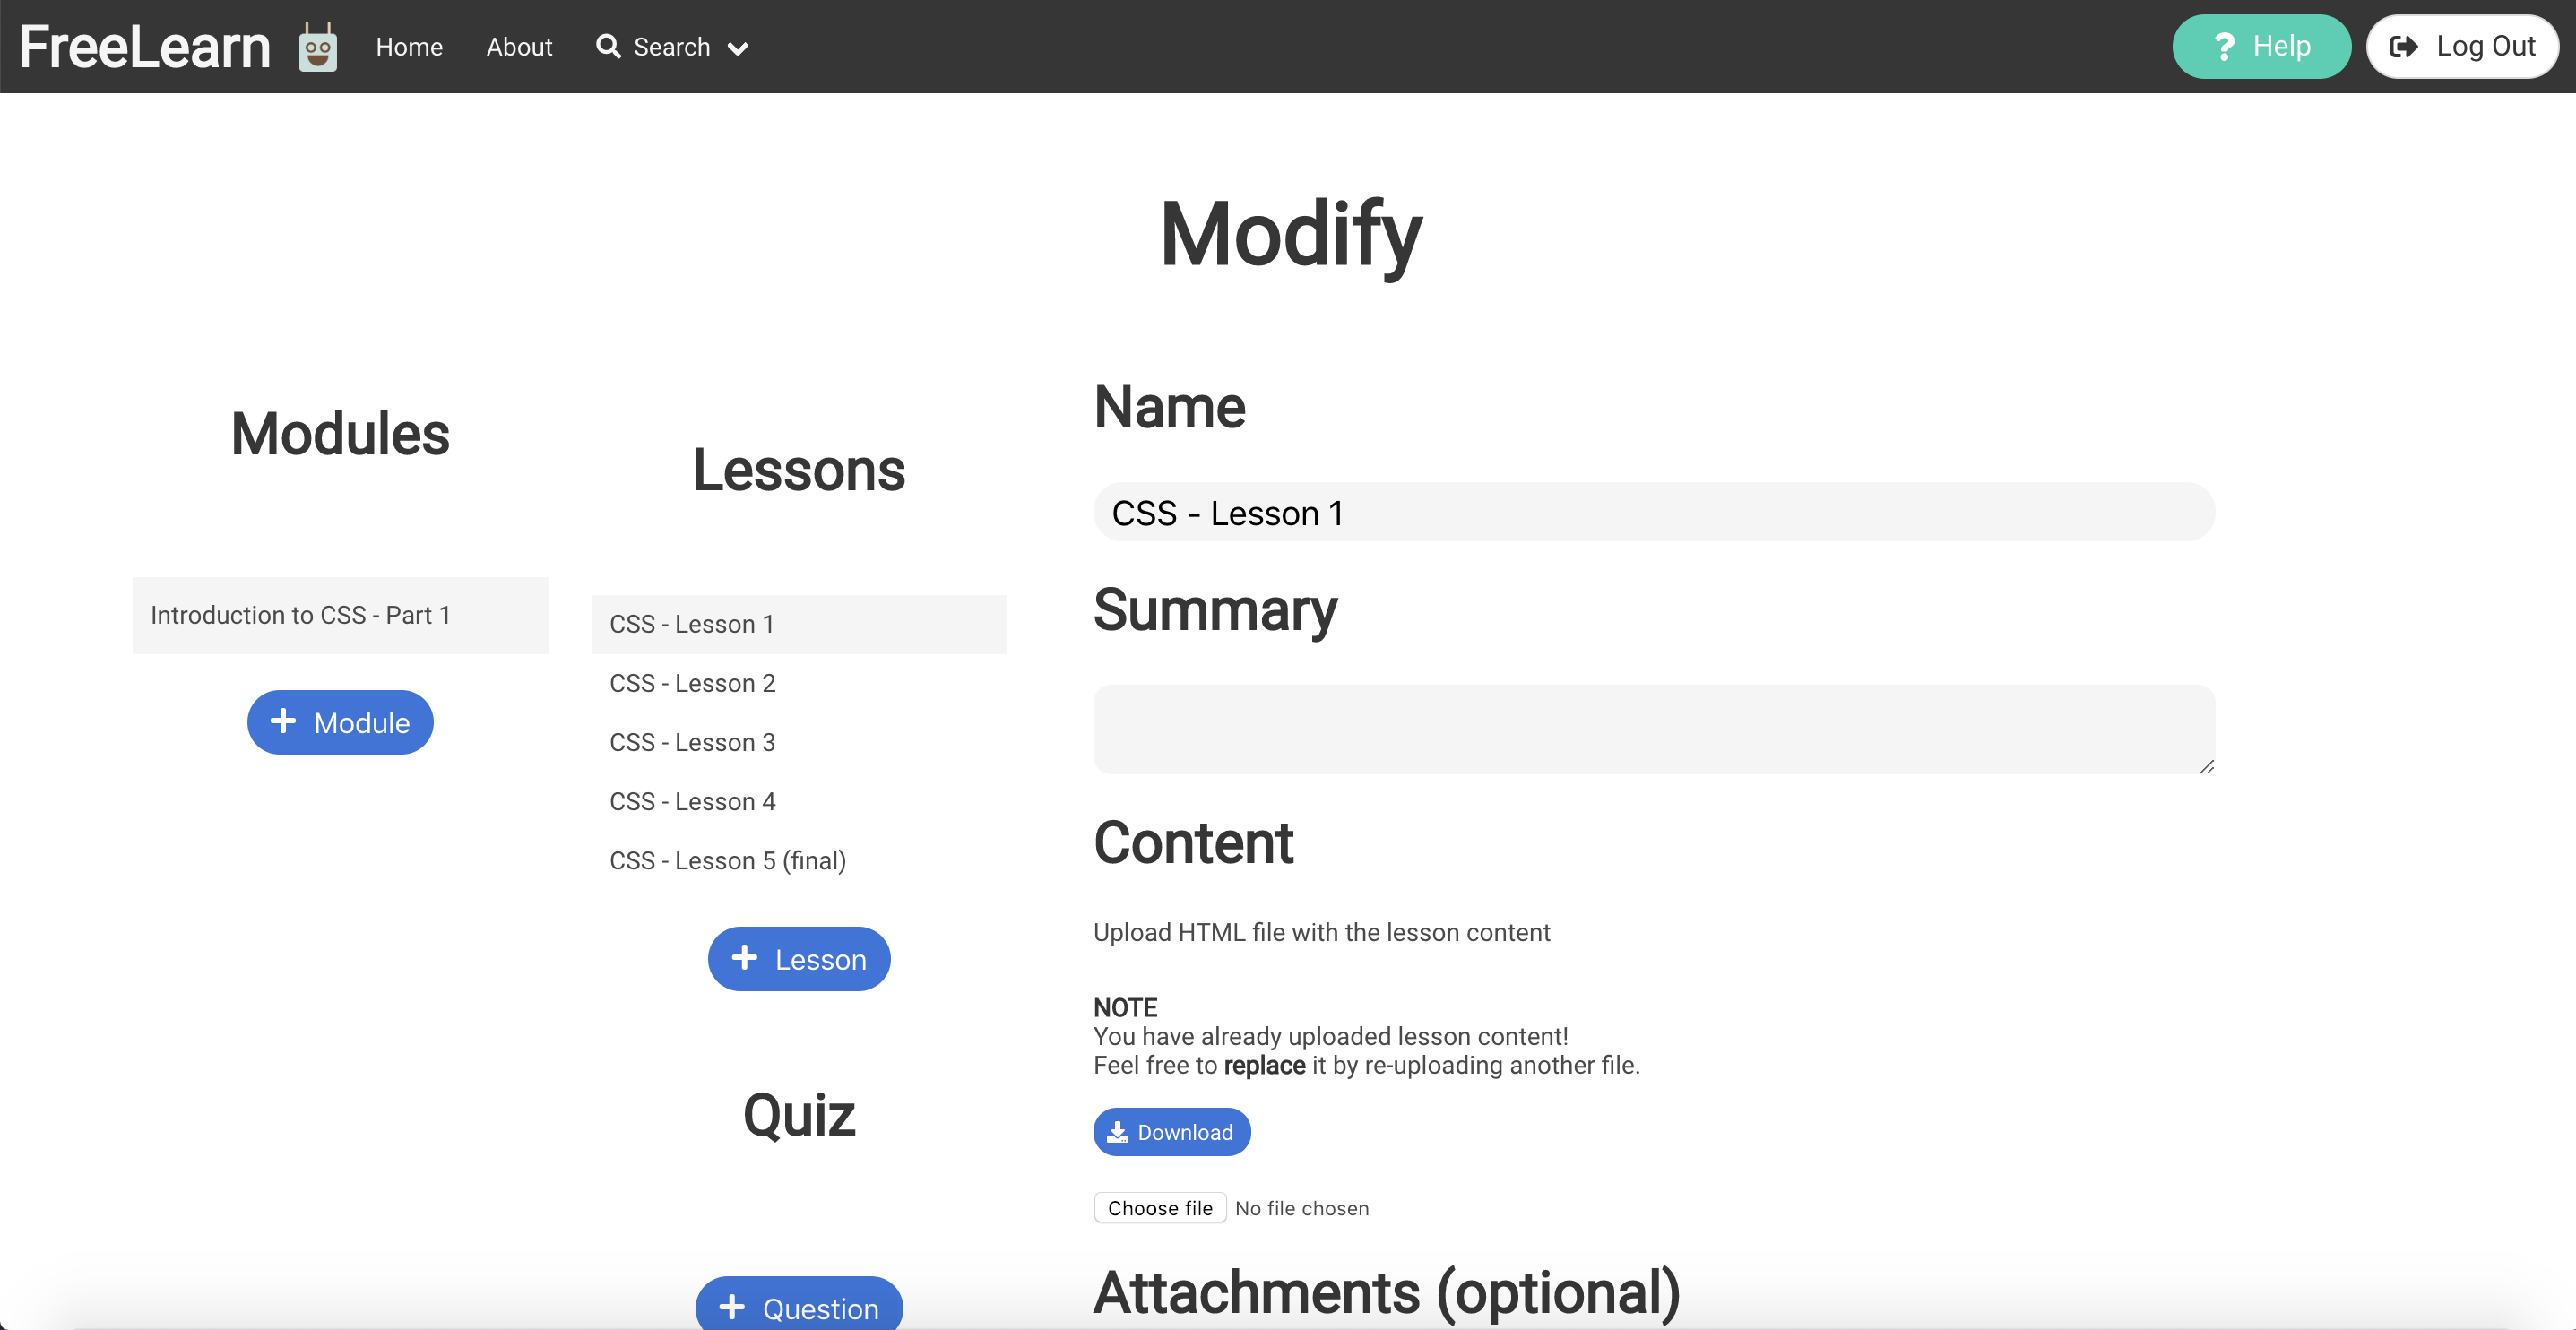 FreeLearn Home About Search Help Log Out
Modify
Modules
Introduction to CSS - Part 1
Module
Lessons
CSS - Lesson 1
CSS - Lesson 2
CSS - Lesson 3
CSS - Lesson 4
CSS - Lesson 5 (final)
Lesson
Quiz
Question
Name
CSS - Lesson 1
Summary
Content
Upload HTML file with the lesson content
NOTE
You have already uploaded lesson content!
Feel free to replace it by re-uploading another file.
Download
Choose file No file chosen
Attachments (optional)